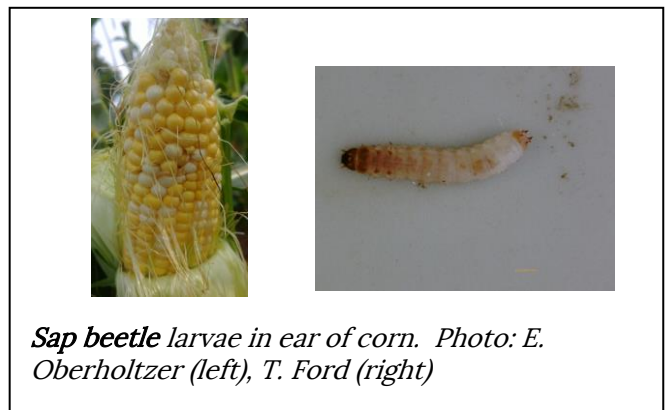 Sap beetle larvae in ear of corn. Photo: E.
Oberholtzer (left), T. Ford (right)